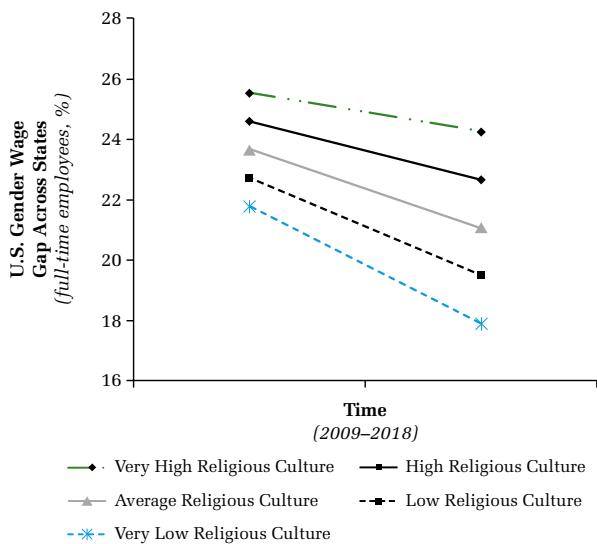 U.S. Gender Wage
Gap Across States
(full-time employees, %)
28
26
24
22
20
18
16
Time
(2009–2018)
Very High Religious Culture
High Religious Culture
Average Religious Culture
Low Religious Culture
Very Low Religious Culture